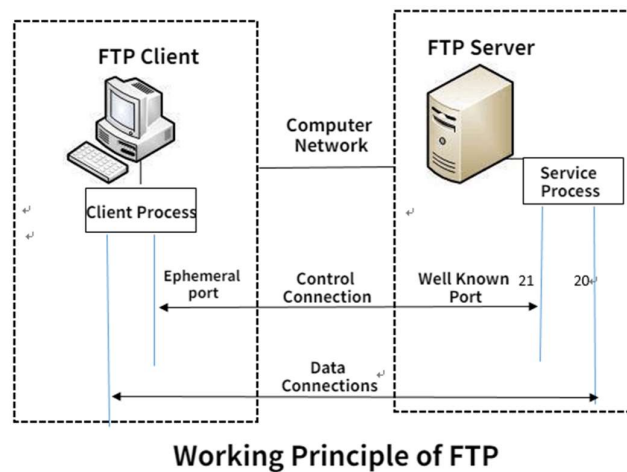 FTP Client
FTP Server
Computer
Network
Client Process
Service
Process
Ephemeral
port
Control
Connection
Well Known
Port
21
20
Data
Connections
Working Principle of FTP